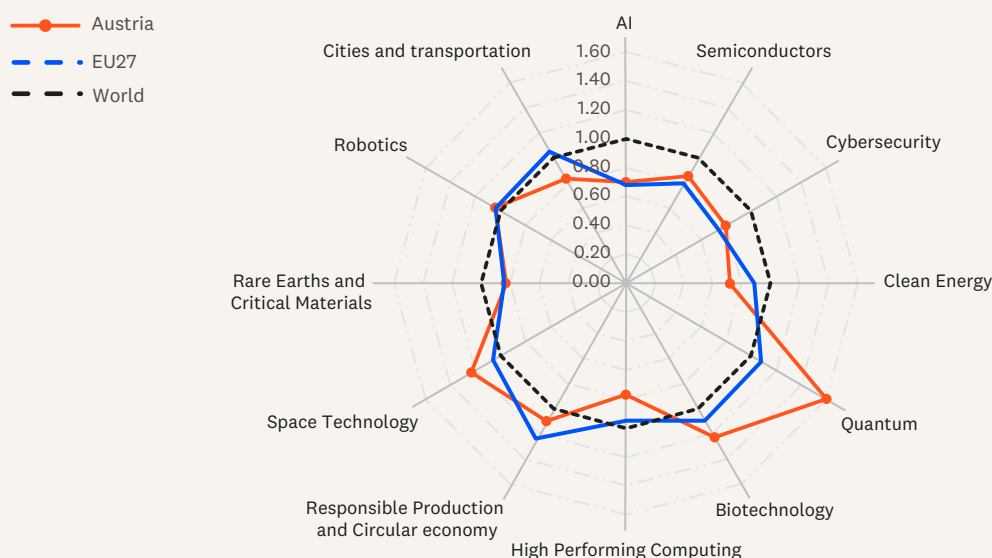 Austria
EU27
World
AI
Cities and transportation
Semiconductors
1.60
1.40
1.20
1.00
0.80
0.60
0.40
0.20
0.00
Robotics
Cybersecurity
Rare Earths and
Critical Materials
Clean Energy
Space Technology
Quantum
Responsible Production
and Circular economy
Biotechnology
High Performing Computing